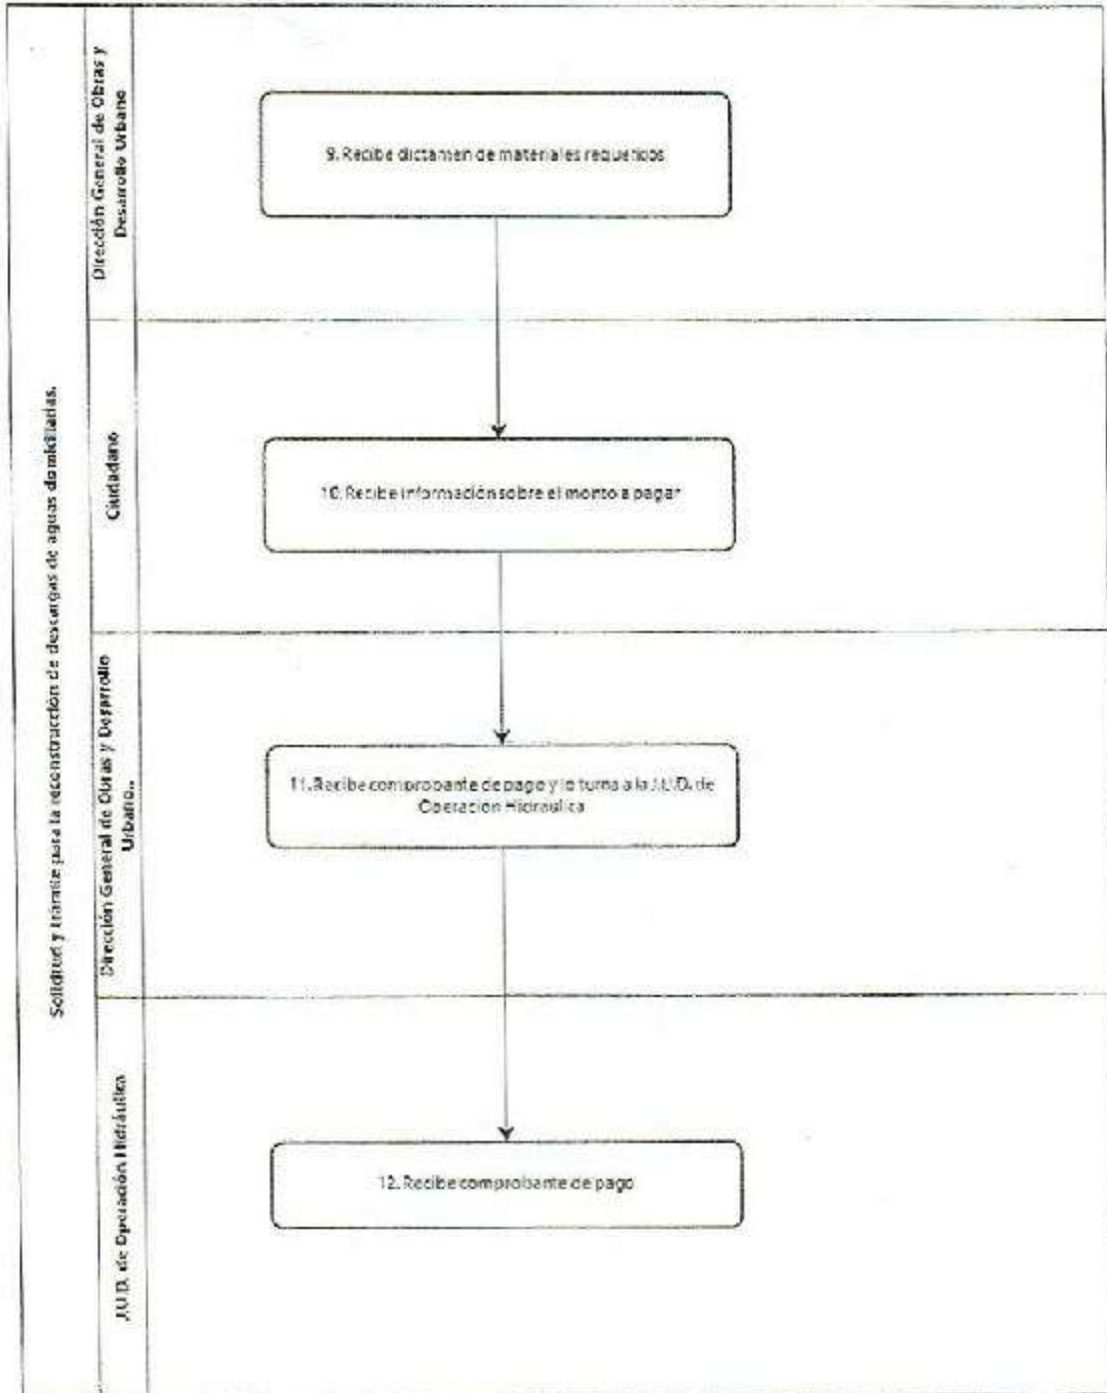 Solicitud y trámite para la reconstrucción de descargas de aguas domiciliarias.
Dirección General de Obras y
Desarrollo Urbano
9. Recibe dictamen de materiales requeridos
Ciudadano
10. Recibe información sobre el monto a pagar
Dirección General de Obras y Desarrollo
Urbano..
11. Recibe comprobante de pago y lo turna a la J.U.D. de
Operación Hidráulica
J.U.D. de Operación Hidráulica
12. Recibe comprobante de pago